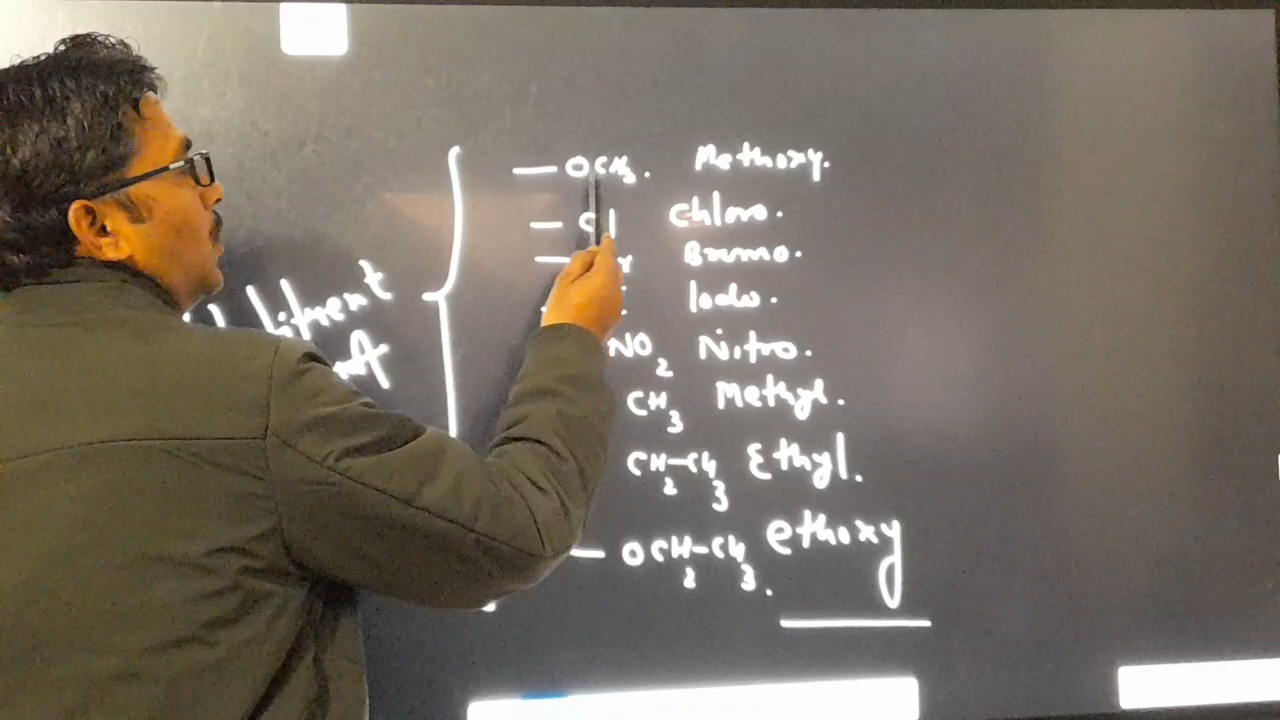 — OCH3. Methoxy.
— Cl Chloro.
— Bromo.
Iodo.
NO2 Nitro.
CH3 Methyl.
CH2-CH3 Ethyl.
— OCH2-CH3. ethoxy